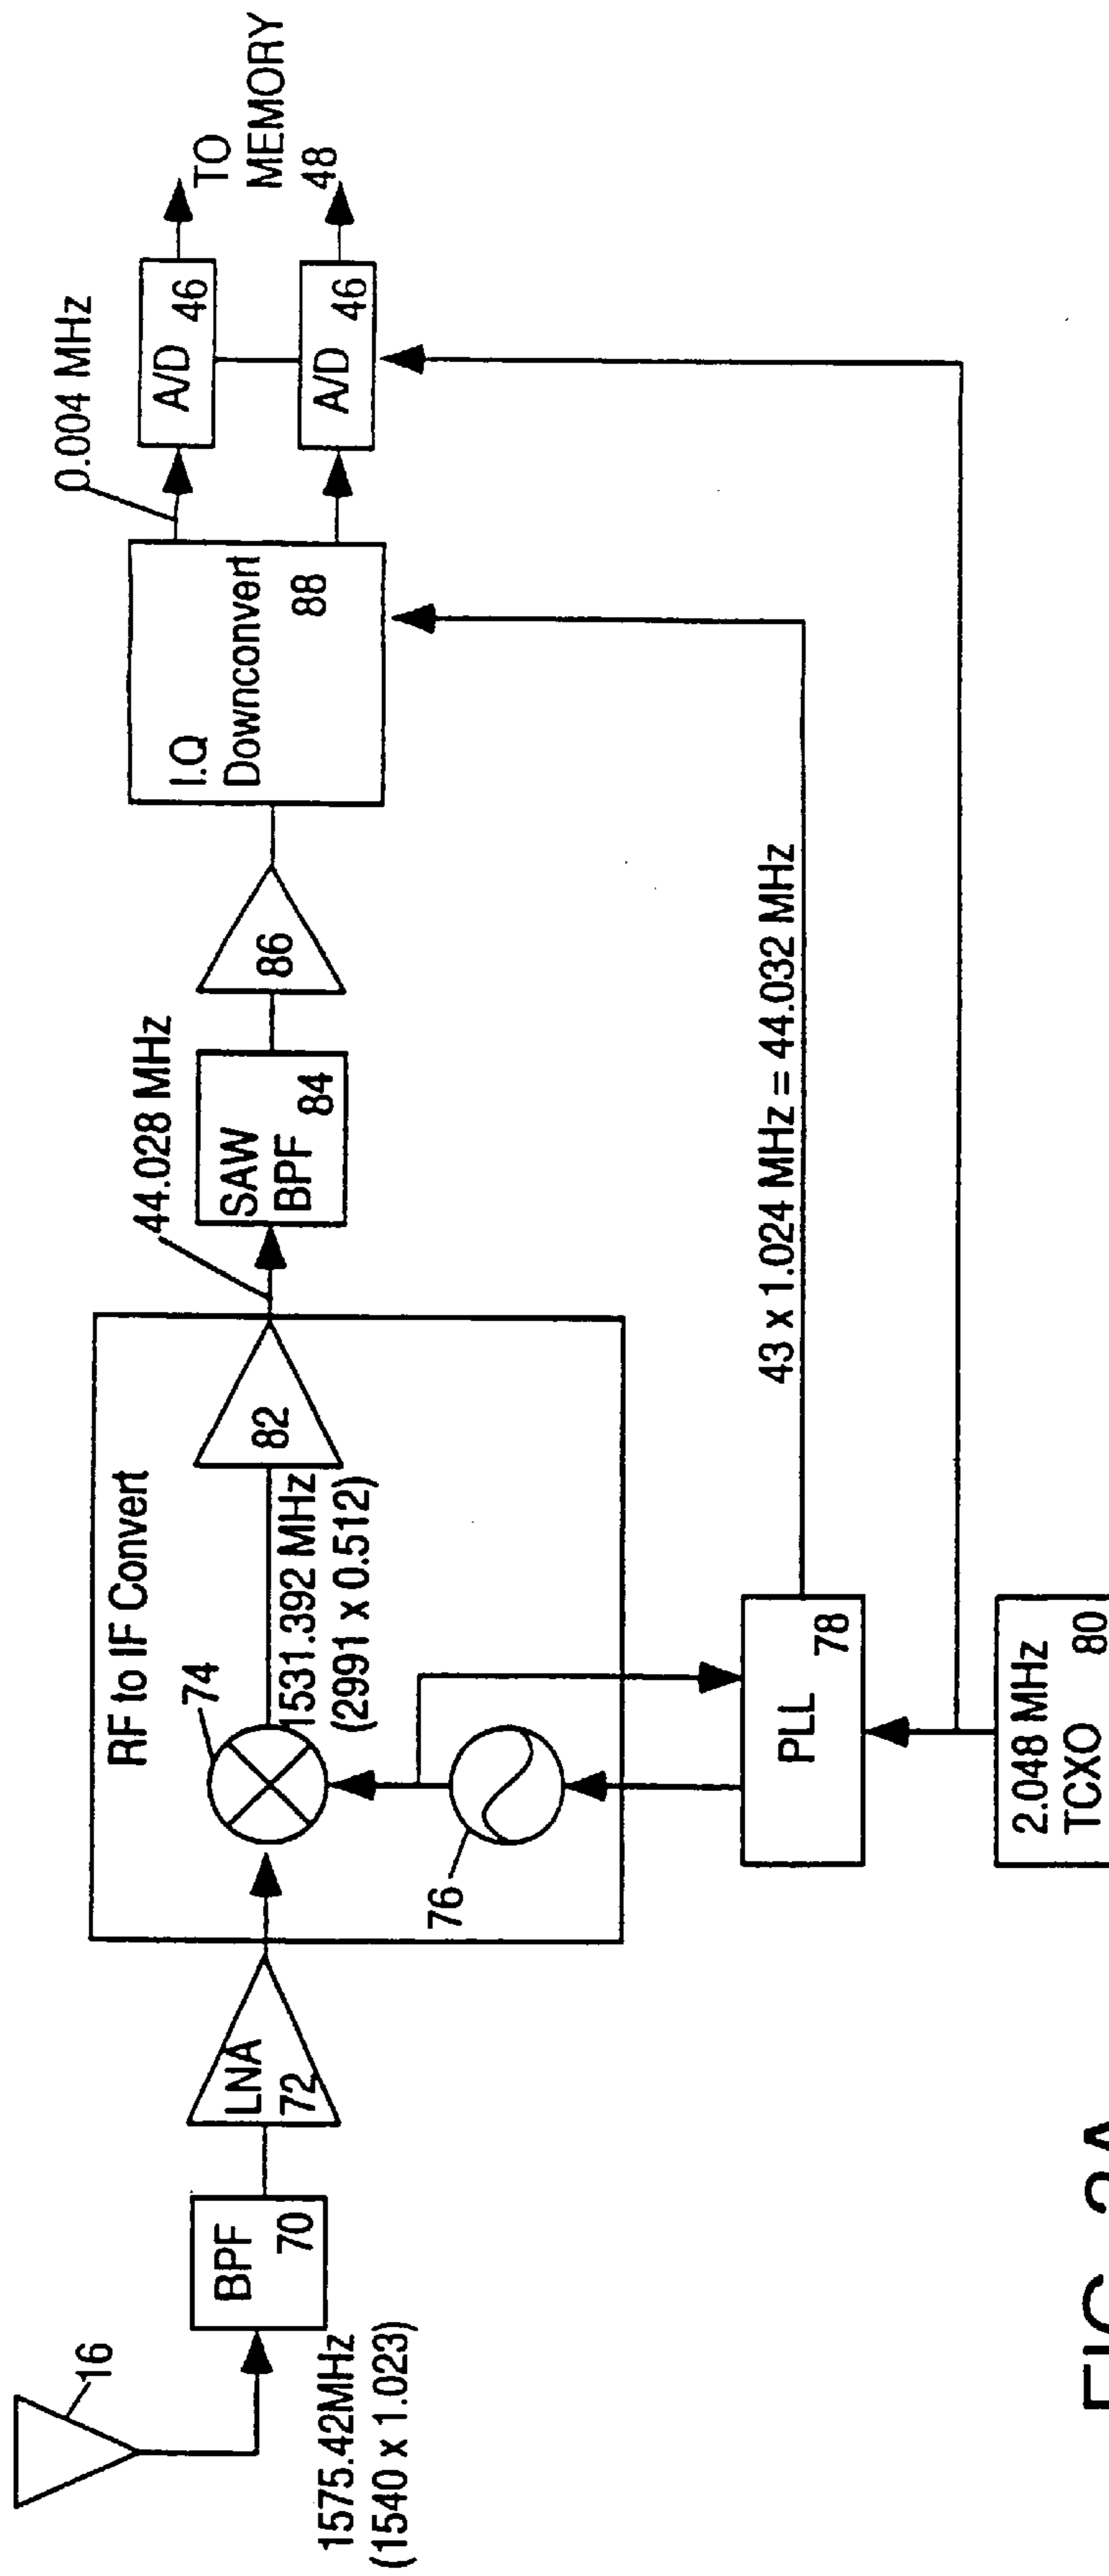 16
1575.42MHz
(1540 x 1.023)
BPF
70
LNA
72
RF to IF Convert
74
76
1531.392 MHz
(2991 x 0.512)
82
44.028 MHz
SAW
BPF 84
86
I.Q
Downconvert
88
0.004 MHz
A/D 46
A/D 46
TO
MEMORY
48
43 x 1.024 MHz = 44.032 MHz
PLL
78
2.048 MHz
TCXO 80